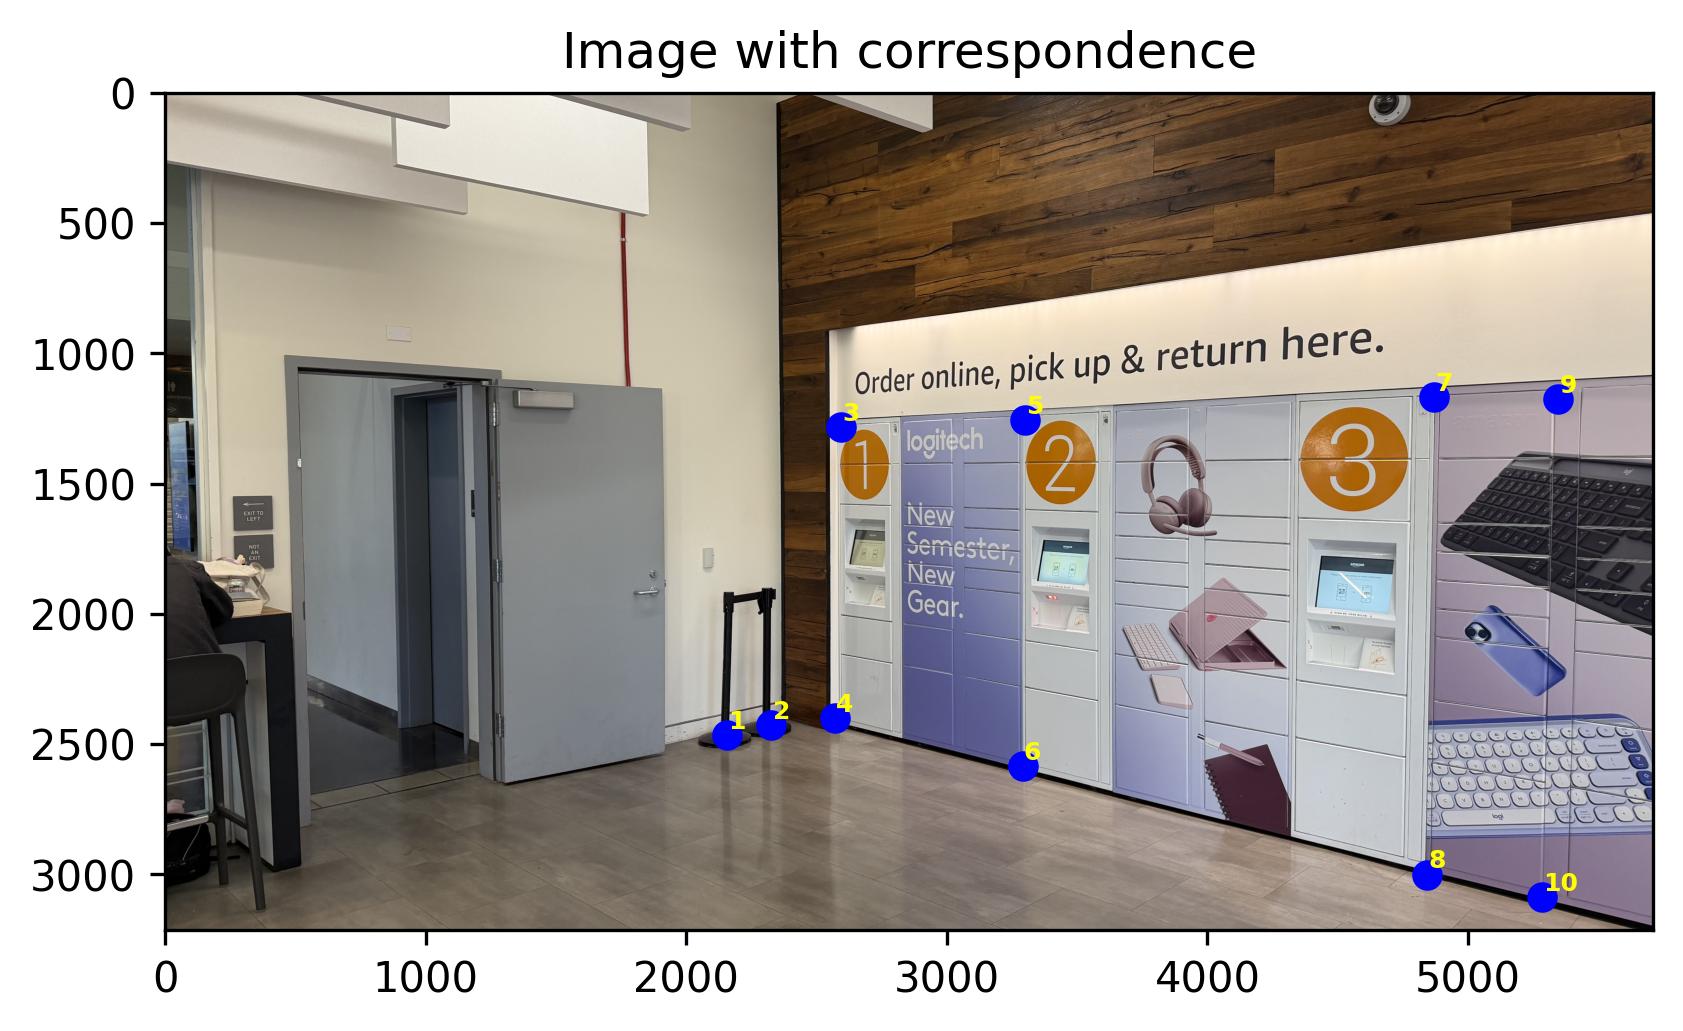 Image with correspondence
0
500
1000
1500
2000
2500
3000
0
1000
2000
3000
4000
5000
Order online, pick up & return here.
1
logitech
2
3
New
Semester,
New
Gear.
EXIT TO
LEFT
NOT
AN
EXIT
logi
1
2
3
4
5
6
7
8
9
10